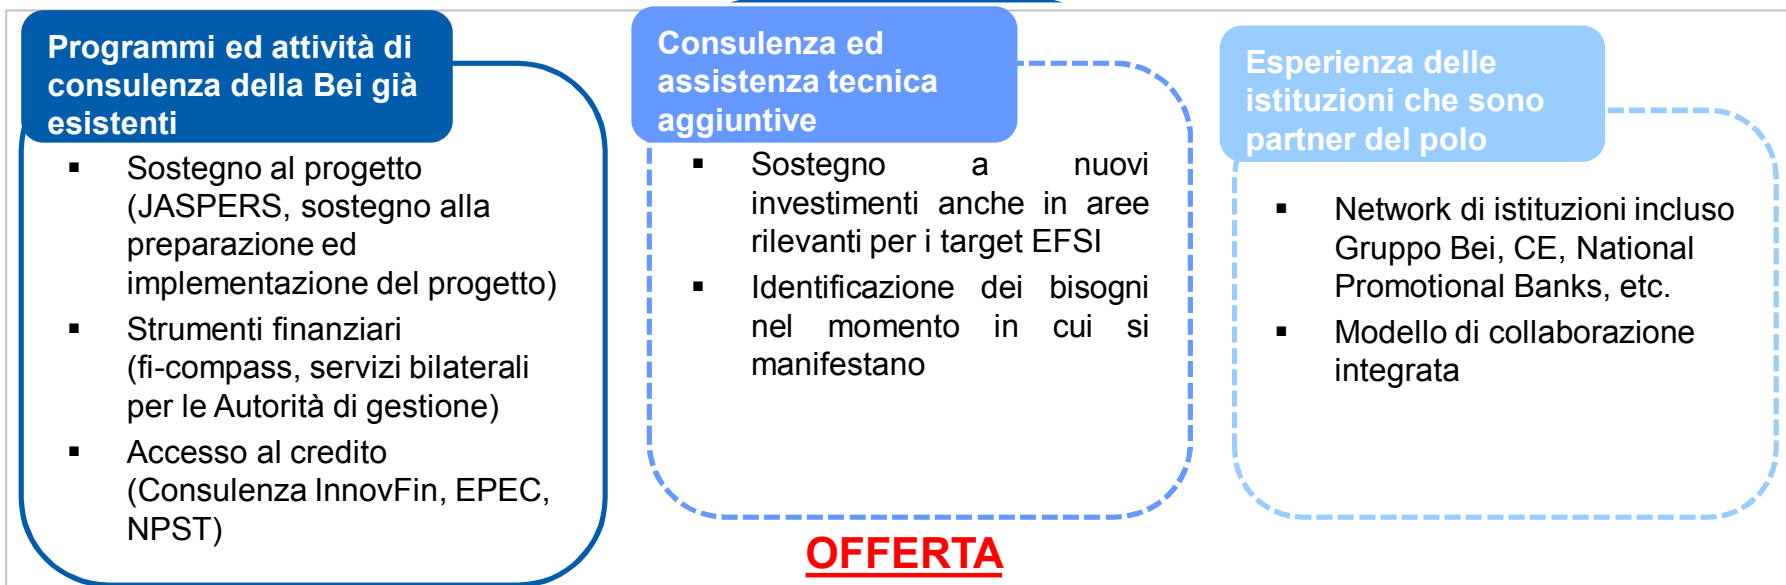 Programmi ed attività di
consulenza della Bei già
esistenti
▪ Sostegno al progetto
(JASPERS, sostegno alla
preparazione ed
implementazione del progetto)
▪ Strumenti finanziari
(fi-compass, servizi bilaterali
per le Autorità di gestione)
▪ Accesso al credito
(Consulenza InnovFin, EPEC,
NPST)
Consulenza ed
assistenza tecnica
aggiuntive
▪ Sostegno a nuovi
investimenti anche in aree
rilevanti per i target EFSI
▪ Identificazione dei bisogni
nel momento in cui si
manifestano
Esperienza delle
istituzioni che sono
partner del polo
▪ Network di istituzioni incluso
Gruppo Bei, CE, National
Promotional Banks, etc.
▪ Modello di collaborazione
integrata
OFFERTA